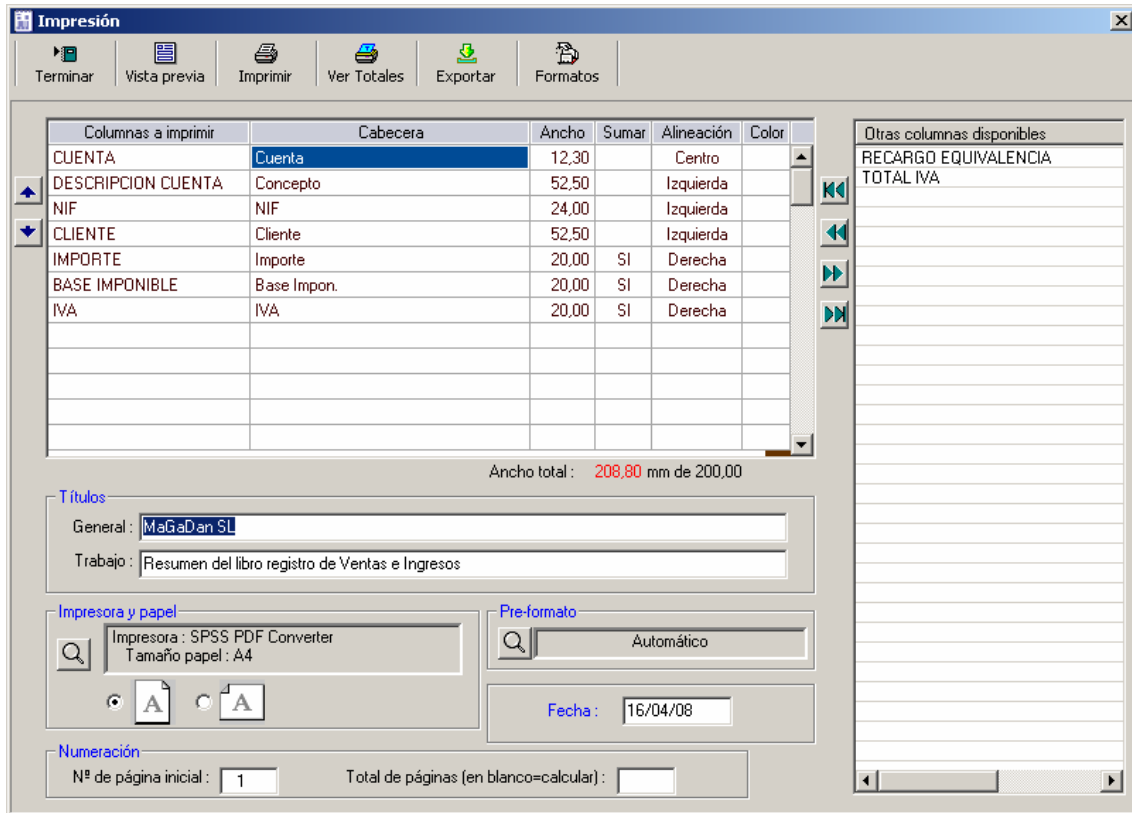 Impresión
Terminar Vista previa Imprimir Ver Totales Exportar Formatos
Columnas a imprimir Cabecera Ancho Sumar Alineación Color
CUENTA Cuenta 12,30 Centro
DESCRIPCION CUENTA Concepto 52,50 Izquierda
NIF NIF 24,00 Izquierda
CLIENTE Cliente 52,50 Izquierda
IMPORTE Importe 20,00 SI Derecha
BASE IMPONIBLE Base Impon. 20,00 SI Derecha
IVA IVA 20,00 SI Derecha
Otras columnas disponibles
RECARGO EQUIVALENCIA
TOTAL IVA
Ancho total : 208,80 mm de 200,00
Títulos
General : MaGaDan SL
Trabajo : Resumen del libro registro de Ventas e Ingresos
Impresora y papel
Impresora : SPSS PDF Converter
Tamaño papel : A4
A A
Pre-formato
Automático
Fecha : 16/04/08
Numeración
Nº de página inicial : 1 Total de páginas (en blanco=calcular) :